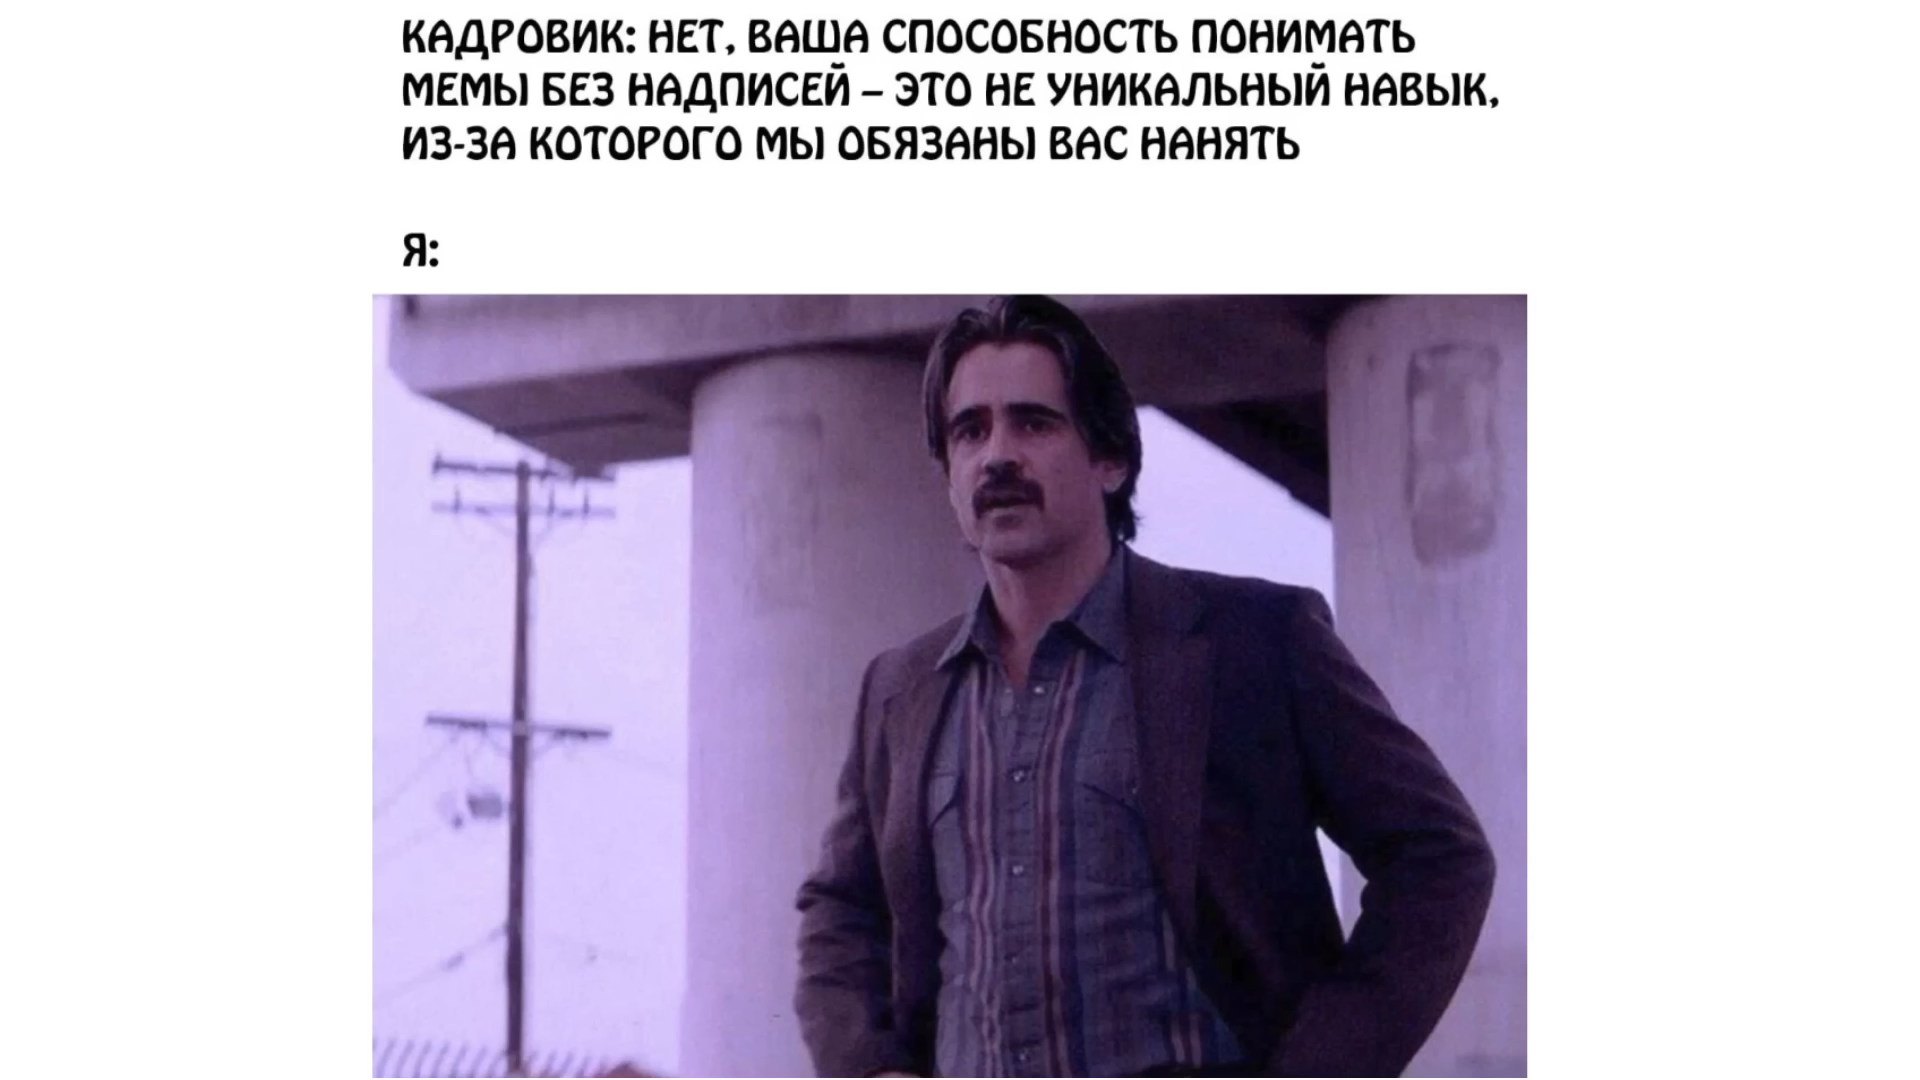 КАДРОВИК: НЕТ, ВАША СПОСОБНОСТЬ ПОНИМАТЬ
МЕМЫ БЕЗ НАДПИСЕЙ – ЭТО НЕ УНИКАЛЬНЫЙ НАВЫК,
ИЗ-ЗА КОТОРОГО МЫ ОБЯЗАНЫ ВАС НАНЯТЬ
Я: